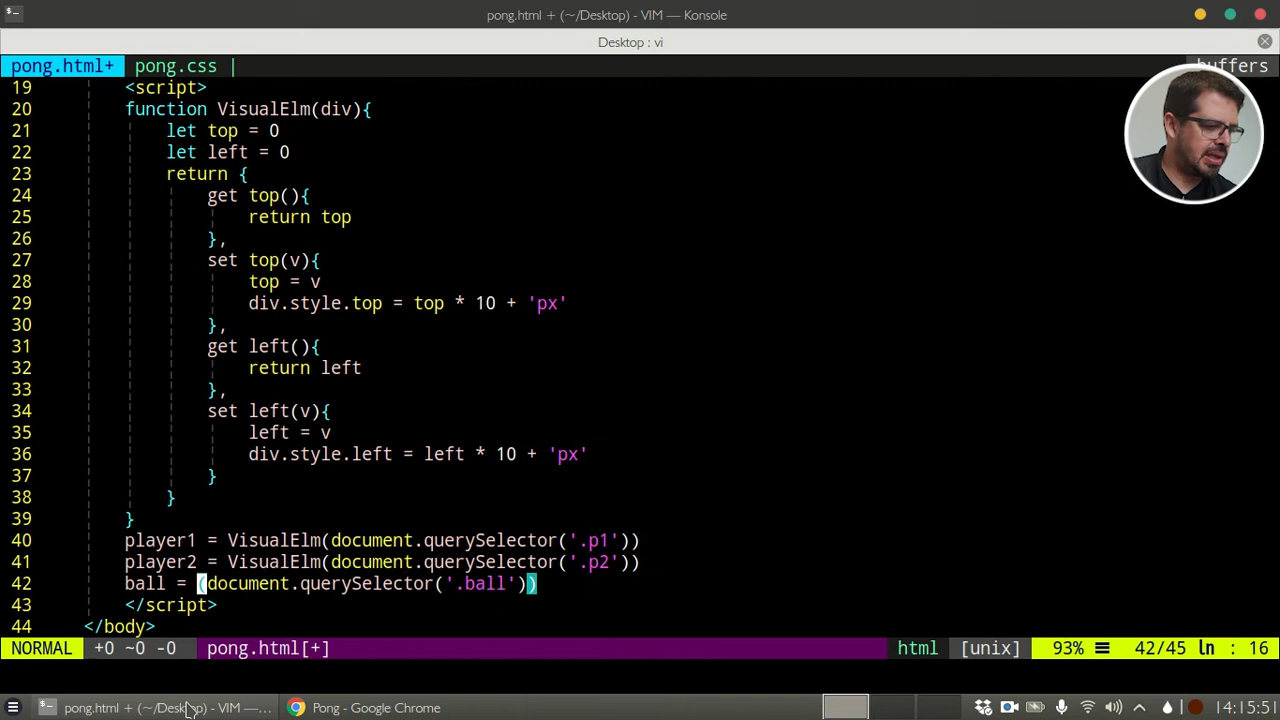 pong.html + (~/Desktop) - VIM — Konsole
Desktop : vi
pong.html+ pong.css | buffers
19 <script>
20 function VisualElm(div){
21 let top = 0
22 let left = 0
23 return {
24 get top(){
25 return top
26 },
27 set top(v){
28 top = v
29 div.style.top = top * 10 + 'px'
30 },
31 get left(){
32 return left
33 },
34 set left(v){
35 left = v
36 div.style.left = left * 10 + 'px'
37 }
38 }
39 }
40 player1 = VisualElm(document.querySelector('.p1'))
41 player2 = VisualElm(document.querySelector('.p2'))
42 ball = (document.querySelector('.ball'))
43 </script>
44 </body>
NORMAL +0 ~0 -0 pong.html[+] html [unix] 93% ☰ 42/45 ln : 16
pong.html + (~/Desktop) - VIM —... Pong - Google Chrome 14:15:51